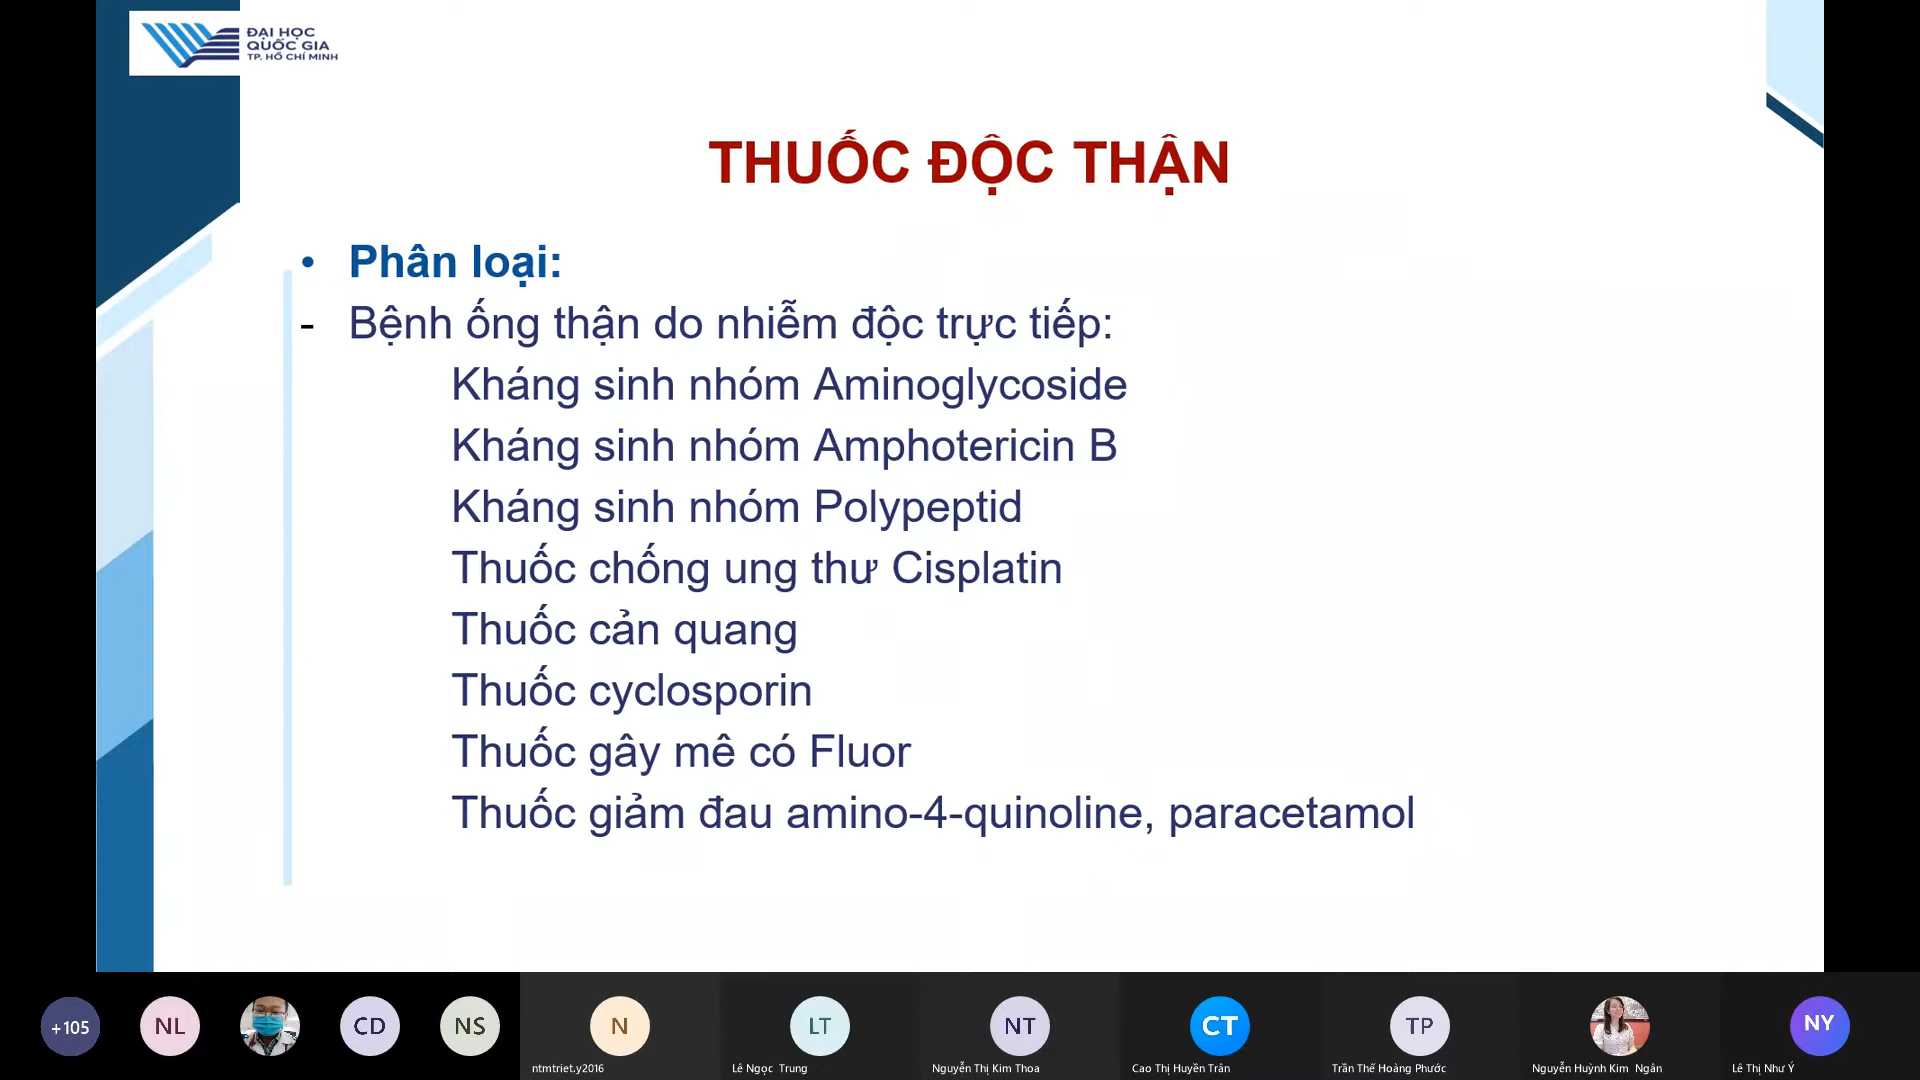 ĐẠI HỌC
QUỐC GIA
TP. HỒ CHÍ MINH
THUỐC ĐỘC THẬN
• Phân loại:
- Bệnh ống thận do nhiễm độc trực tiếp:
Kháng sinh nhóm Aminoglycoside
Kháng sinh nhóm Amphotericin B
Kháng sinh nhóm Polypeptid
Thuốc chống ung thư Cisplatin
Thuốc cản quang
Thuốc cyclosporin
Thuốc gây mê có Fluor
Thuốc giảm đau amino-4-quinoline, paracetamol
+105 NL CD NS N LT NT CT TP NY
ntmtriet.y2016 Lê Ngọc Trung Nguyễn Thị Kim Thoa Cao Thị Huyền Trân Trần Thế Hoàng Phước Nguyễn Huỳnh Kim Ngân Lê Thị Như Ý